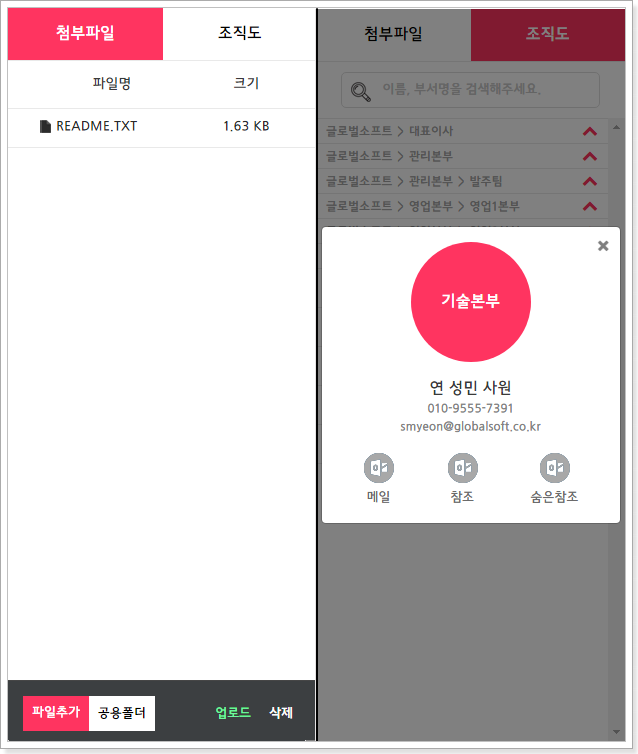 첨부파일 조직도
파일명 크기
README.TXT 1.63 KB
파일추가 공용폴더 업로드 삭제
첨부파일 조직도
이름, 부서명을 검색해주세요.
글로벌소프트 > 대표이사
글로벌소프트 > 관리본부
글로벌소프트 > 관리본부 > 발주팀
글로벌소프트 > 영업본부 > 영업1본부
기술본부
연 성민 사원
010-9555-7391
smyeon@globalsoft.co.kr
메일 참조 숨은참조